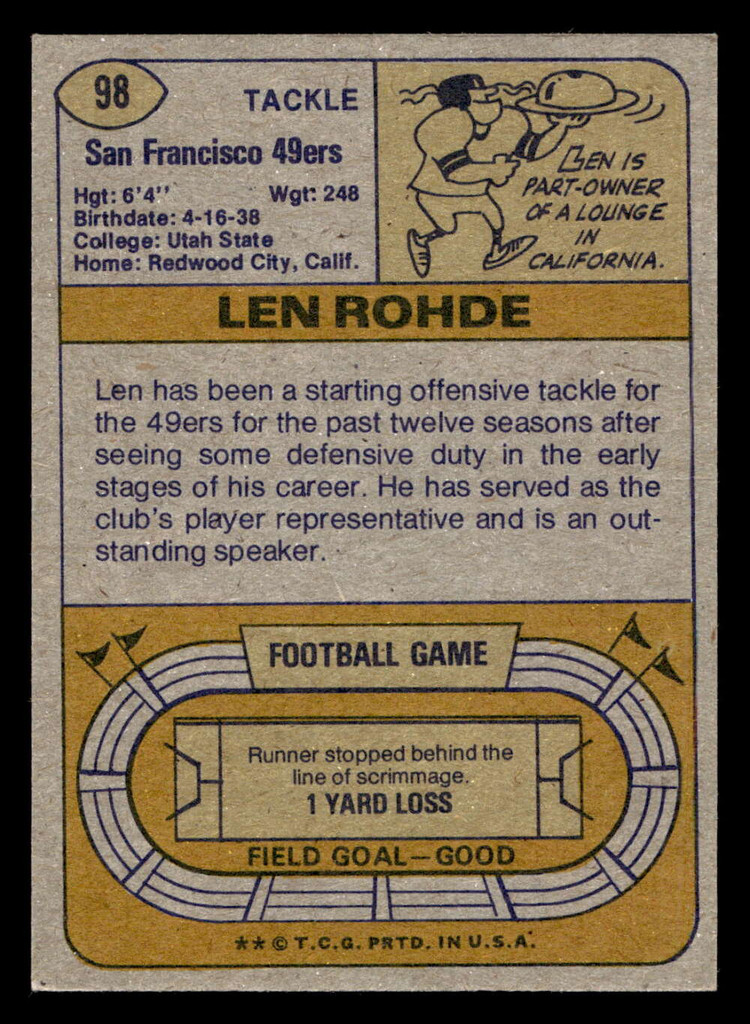 98
TACKLE
San Francisco 49ers
Hgt: 6'4"   Wgt: 248
Birthdate: 4-16-38
College: Utah State
Home: Redwood City, Calif.
LEN IS
PART-OWNER
OF A LOUNGE
IN
CALIFORNIA.
LEN ROHDE
Len has been a starting offensive tackle for
the 49ers for the past twelve seasons after
seeing some defensive duty in the early
stages of his career. He has served as the
club's player representative and is an out-
standing speaker.
FOOTBALL GAME
Runner stopped behind the
line of scrimmage.
1 YARD LOSS
FIELD GOAL—GOOD
** © T.C.G. PRTD. IN U.S.A.